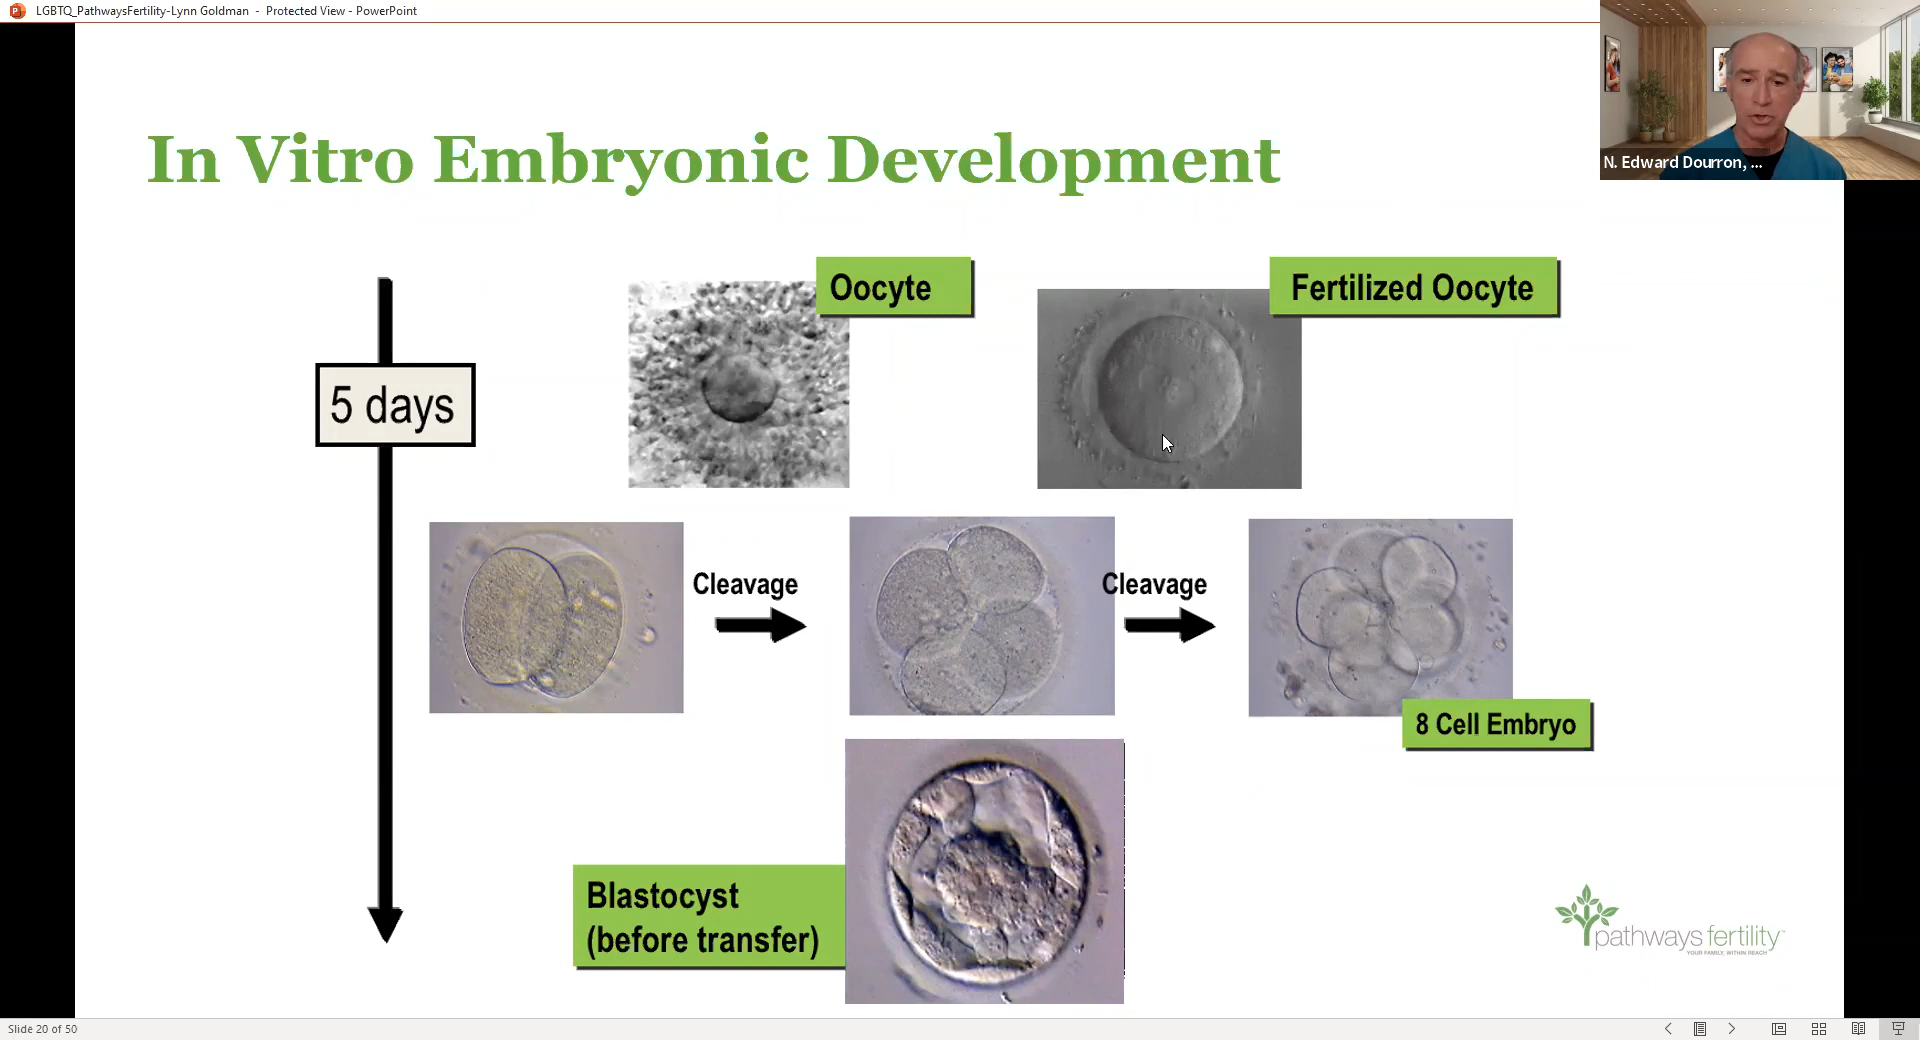 LGBTQ_PathwaysFertility-Lynn Goldman - Protected View - PowerPoint
N. Edward Dourron, ...
In Vitro Embryonic Development
Oocyte
Fertilized Oocyte
5 days
Cleavage
Cleavage
8 Cell Embryo
Blastocyst
(before transfer)
pathways fertility™
YOUR FAMILY, WITHIN REACH
Slide 20 of 50